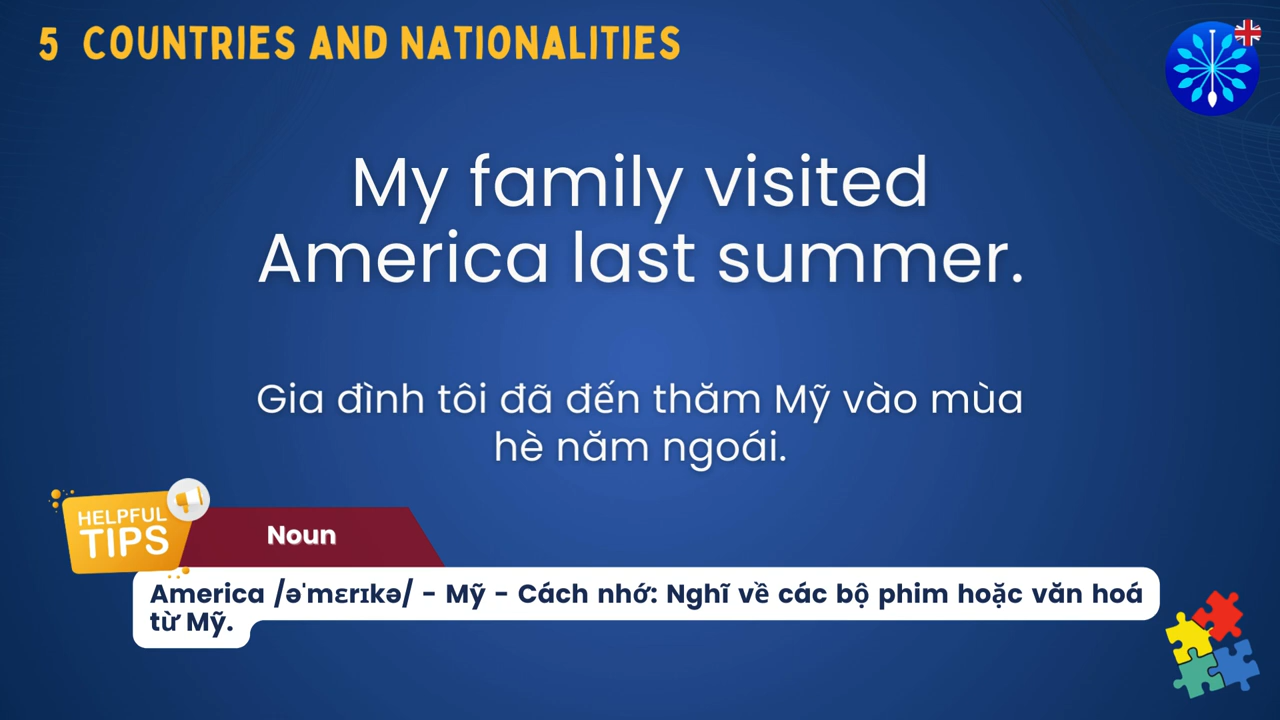 5 COUNTRIES AND NATIONALITIES
My family visited
America last summer.
Gia đình tôi đã đến thăm Mỹ vào mùa
hè năm ngoái.
HELPFUL
TIPS
Noun
America /əˈmɛrɪkə/ - Mỹ - Cách nhớ: Nghĩ về các bộ phim hoặc văn hoá
từ Mỹ.